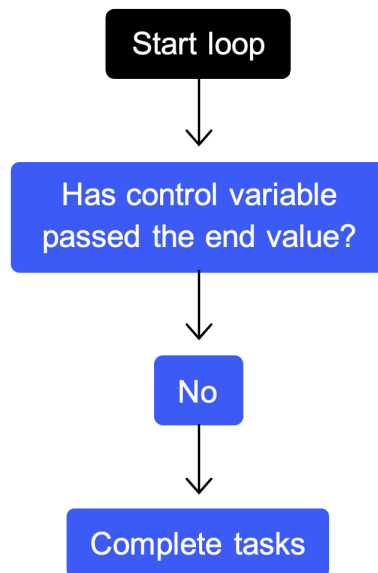 Start loop
Has control variable
passed the end value?
No
Complete tasks